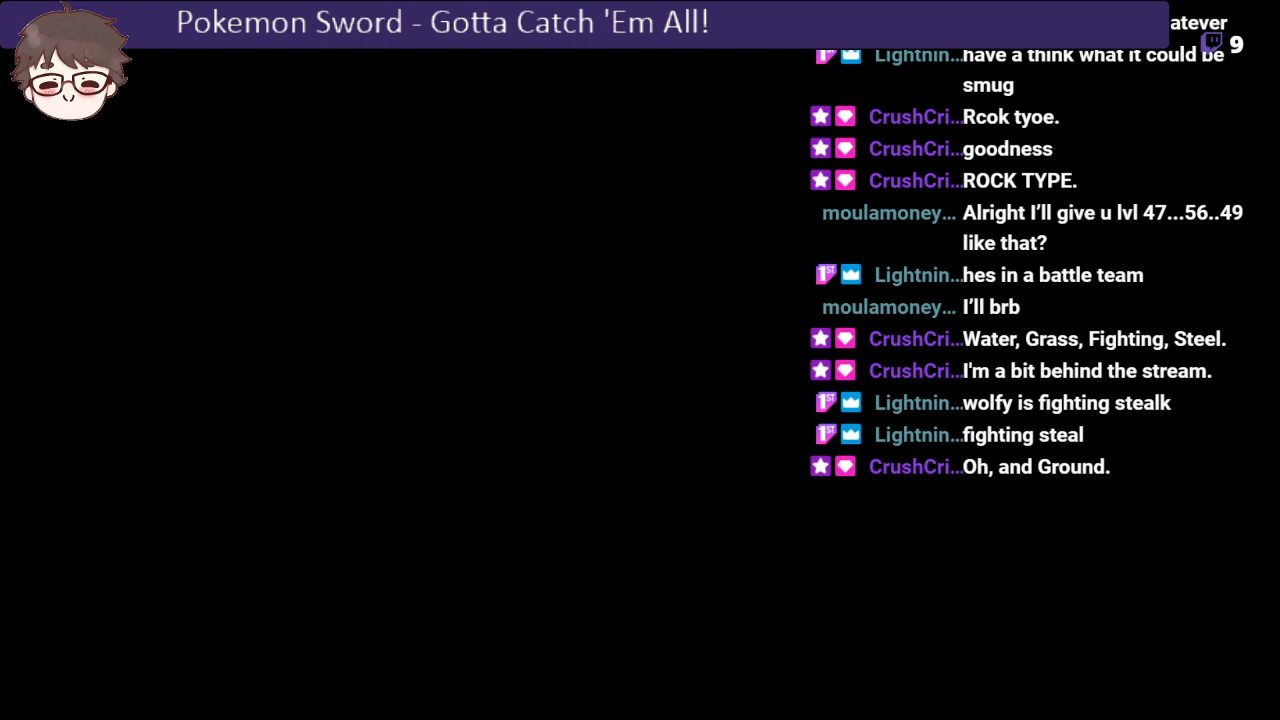 Pokemon Sword - Gotta Catch 'Em All!
atever
9
Lightnin... have a think what it could be
smug
CrushCri... Rcok tyoe.
CrushCri... goodness
CrushCri... ROCK TYPE.
moulamoney... Alright I’ll give u lvl 47...56..49
like that?
1ST Lightnin... hes in a battle team
moulamoney... I’ll brb
CrushCri... Water, Grass, Fighting, Steel.
CrushCri... I'm a bit behind the stream.
1ST Lightnin... wolfy is fighting stealk
1ST Lightnin... fighting steal
CrushCri... Oh, and Ground.